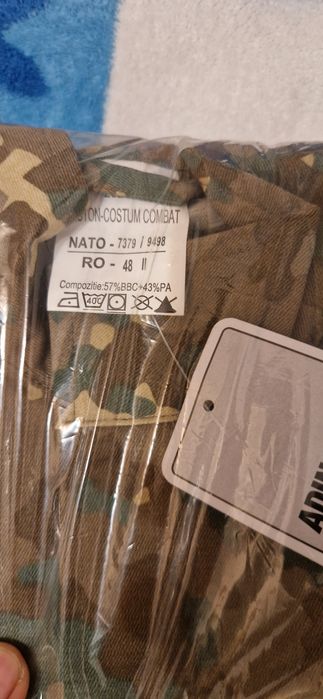 COSTUM COMBAT
NATO - 7379 / 9498
RO - 48 II
Compozitie:57%BBC+43%PA
40°